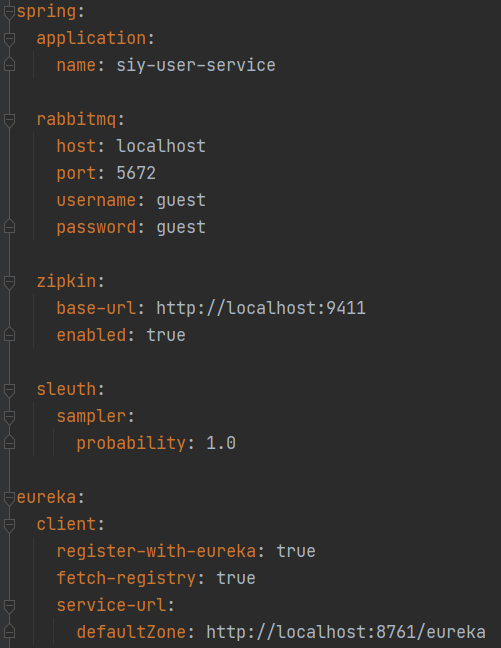 spring:
  application:
    name: siy-user-service

  rabbitmq:
    host: localhost
    port: 5672
    username: guest
    password: guest

  zipkin:
    base-url: http://localhost:9411
    enabled: true

  sleuth:
    sampler:
      probability: 1.0

eureka:
  client:
    register-with-eureka: true
    fetch-registry: true
    service-url:
      defaultZone: http://localhost:8761/eureka